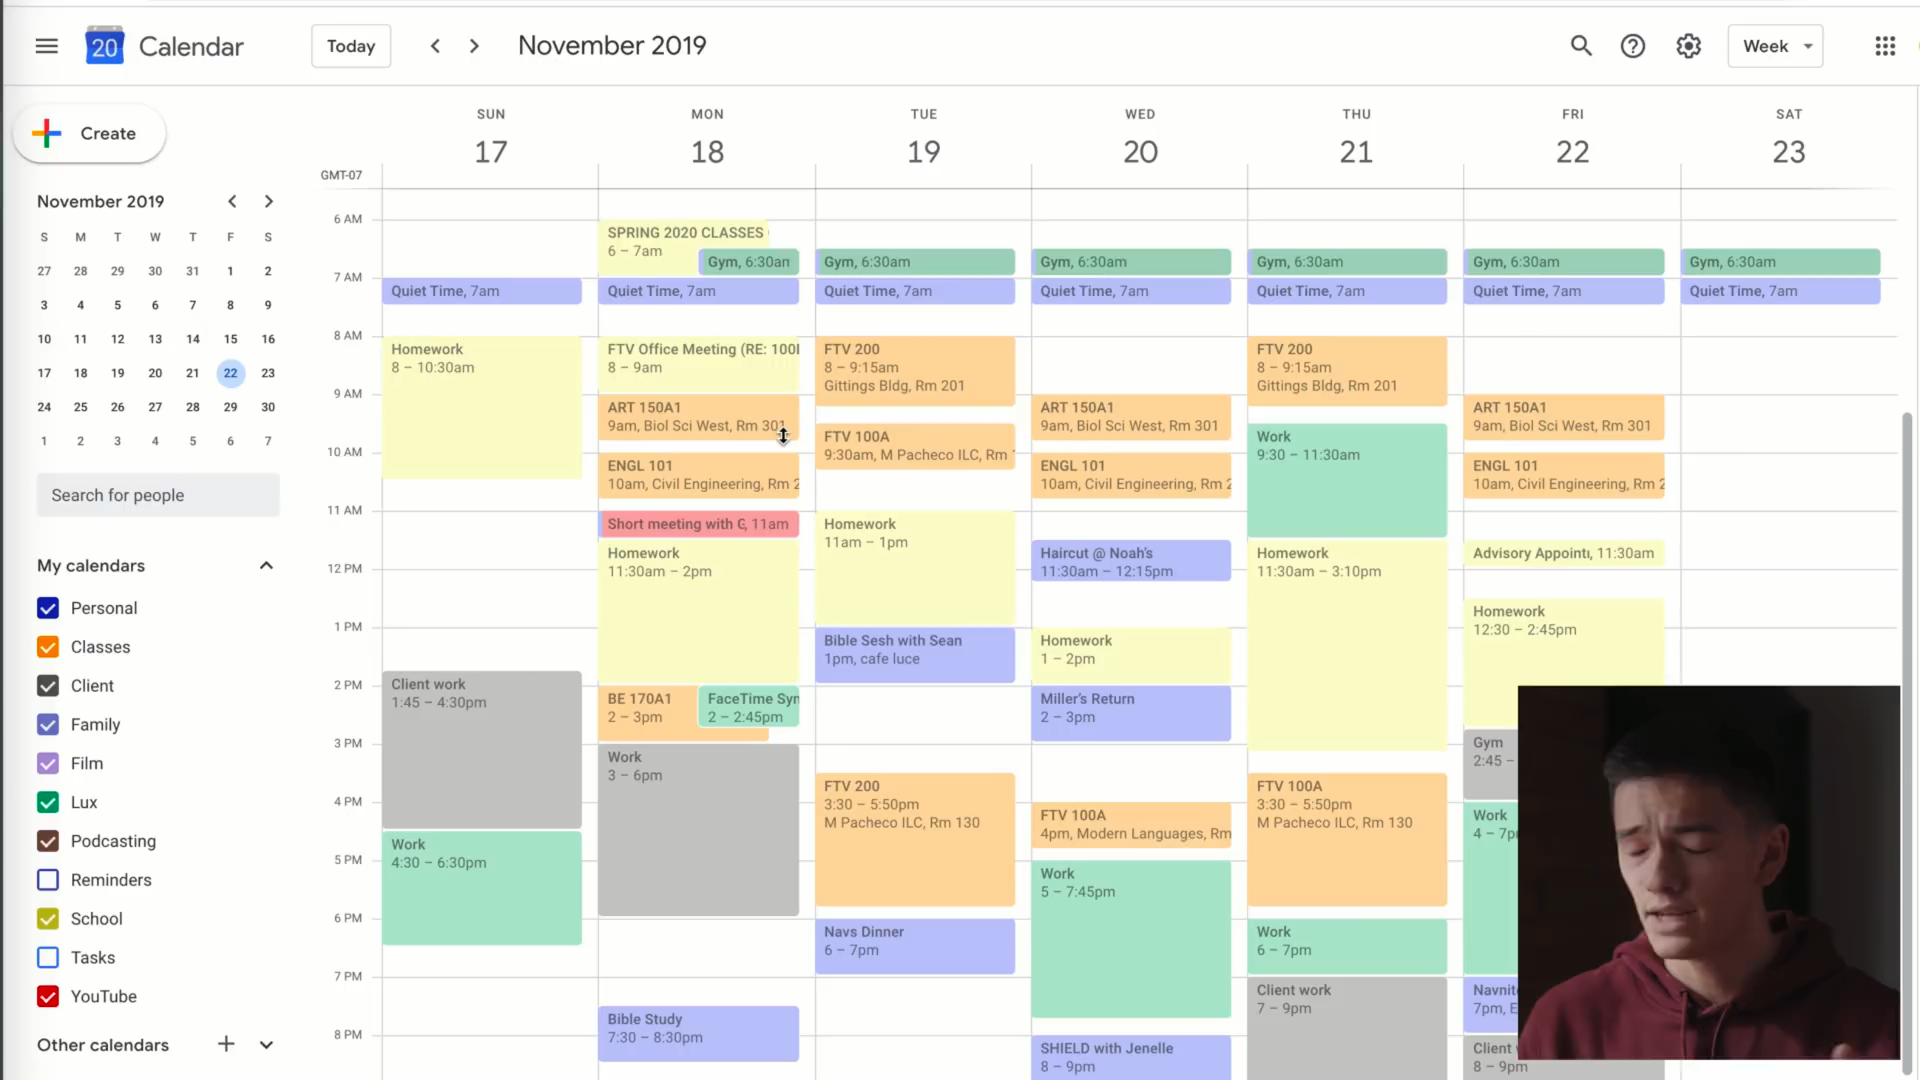 20 Calendar
Today
November 2019
Week
Create
November 2019
S M T W T F S
27 28 29 30 31 1 2
3 4 5 6 7 8 9
10 11 12 13 14 15 16
17 18 19 20 21 22 23
24 25 26 27 28 29 30
1 2 3 4 5 6 7
Search for people
My calendars
Personal
Classes
Client
Family
Film
Lux
Podcasting
Reminders
School
Tasks
YouTube
Other calendars
GMT-07
6 AM
7 AM
8 AM
9 AM
10 AM
11 AM
12 PM
1 PM
2 PM
3 PM
4 PM
5 PM
6 PM
7 PM
8 PM
SUN
17
Quiet Time, 7am
Homework
8 – 10:30am
Client work
1:45 – 4:30pm
Work
4:30 – 6:30pm
MON
18
SPRING 2020 CLASSES
6 – 7am
Gym, 6:30am
Quiet Time, 7am
FTV Office Meeting (RE: 100
8 – 9am
ART 150A1
9am, Biol Sci West, Rm 301
ENGL 101
10am, Civil Engineering, Rm 2
Short meeting with C, 11am
Homework
11:30am – 2pm
BE 170A1
2 – 3pm
FaceTime Syn
2 – 2:45pm
Work
3 – 6pm
Bible Study
7:30 – 8:30pm
TUE
19
Gym, 6:30am
Quiet Time, 7am
FTV 200
8 – 9:15am
Gittings Bldg, Rm 201
FTV 100A
9:30am, M Pacheco ILC, Rm
Homework
11am – 1pm
Bible Sesh with Sean
1pm, cafe luce
FTV 200
3:30 – 5:50pm
M Pacheco ILC, Rm 130
Navs Dinner
6 – 7pm
WED
20
Gym, 6:30am
Quiet Time, 7am
ART 150A1
9am, Biol Sci West, Rm 301
ENGL 101
10am, Civil Engineering, Rm 2
Haircut @ Noah's
11:30am – 12:15pm
Homework
1 – 2pm
Miller's Return
2 – 3pm
FTV 100A
4pm, Modern Languages, Rm
Work
5 – 7:45pm
SHIELD with Jenelle
8 – 9pm
THU
21
Gym, 6:30am
Quiet Time, 7am
FTV 200
8 – 9:15am
Gittings Bldg, Rm 201
Work
9:30 – 11:30am
Homework
11:30am – 3:10pm
FTV 100A
3:30 – 5:50pm
M Pacheco ILC, Rm 130
Work
6 – 7pm
Client work
7 – 9pm
FRI
22
Gym, 6:30am
Quiet Time, 7am
ART 150A1
9am, Biol Sci West, Rm 301
ENGL 101
10am, Civil Engineering, Rm 2
Advisory Appoint, 11:30am
Homework
12:30 – 2:45pm
Gym
2:45 –
Work
4 – 7p
Navnit
7pm, E
Client
8 – 9pm
SAT
23
Gym, 6:30am
Quiet Time, 7am